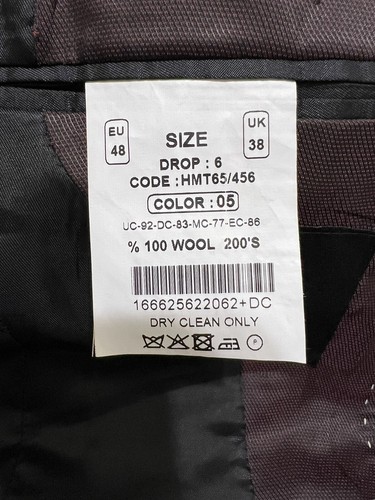 EU
48
SIZE
UK
38
DROP : 6
CODE : HMT65/456
COLOR : 05
UC-92-DC-83-MC-77-EC-86
% 100 WOOL 200'S
166625622062+DC
DRY CLEAN ONLY
P